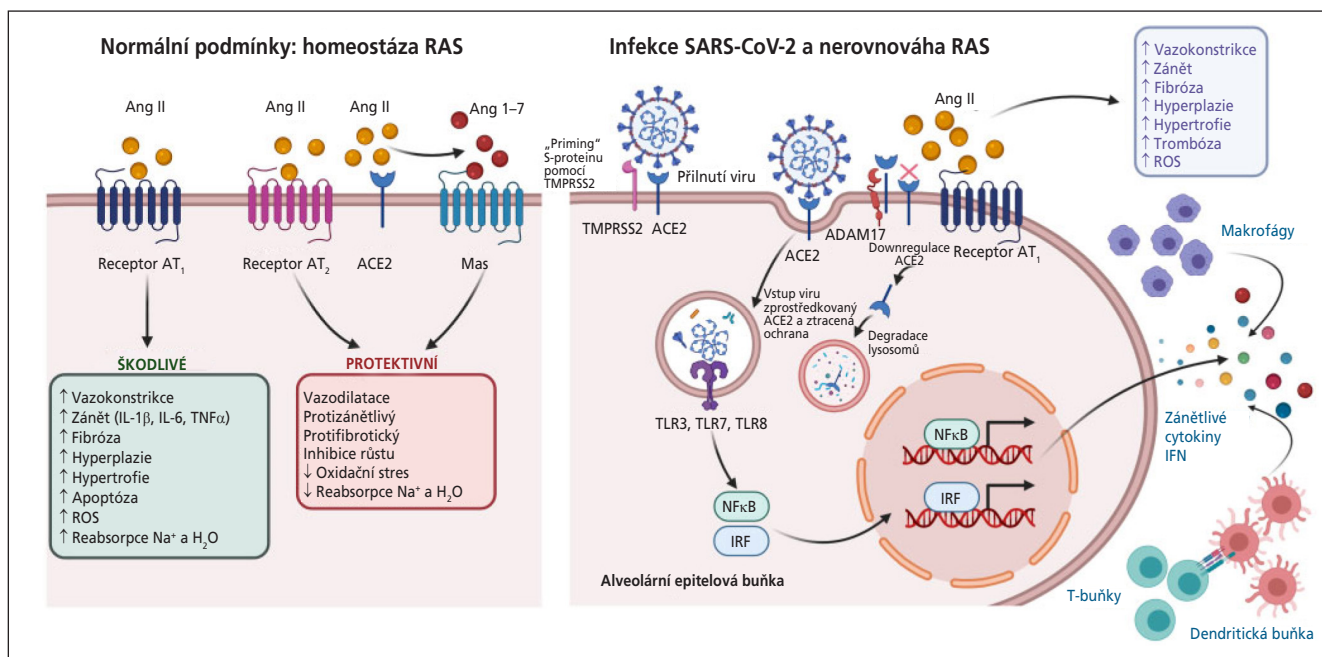 Normální podmínky: homeostáza RAS
Ang II
Ang II
Ang II
Ang 1–7
Receptor AT₁
Receptor AT₂
ACE2
Mas
ŠKODLIVÉ
↑ Vazokonstrikce
↑ Zánět (IL-1β, IL-6, TNFα)
↑ Fibróza
↑ Hyperplazie
↑ Hypertrofie
↑ Apoptóza
↑ ROS
↑ Reabsorpce Na⁺ a H₂O
PROTEKTIVNÍ
Vazodilatace
Protizánětlivý
Protifibrotický
Inhibice růstu
↓ Oxidační stres
↓ Reabsorpce Na⁺ a H₂O
Infekce SARS-CoV-2 a nerovnováha RAS
„Priming“
S-proteinu
pomocí
TMPRSS2
Přilnutí viru
TMPRSS2
ACE2
ACE2
ADAM17
Ang II
Downregulace
ACE2
Receptor AT₁
↑ Vazokonstrikce
↑ Zánět
↑ Fibróza
↑ Hyperplazie
↑ Hypertrofie
↑ Trombóza
↑ ROS
Vstup viru
zprostředkovaný
ACE2 a ztracená
ochrana
Degradace
lysosomů
TLR3, TLR7, TLR8
NFκB
IRF
NFκB
IRF
Alveolární epitelová buňka
Makrofágy
Zánětlivé
cytokiny
IFN
T-buňky
Dendritická buňka